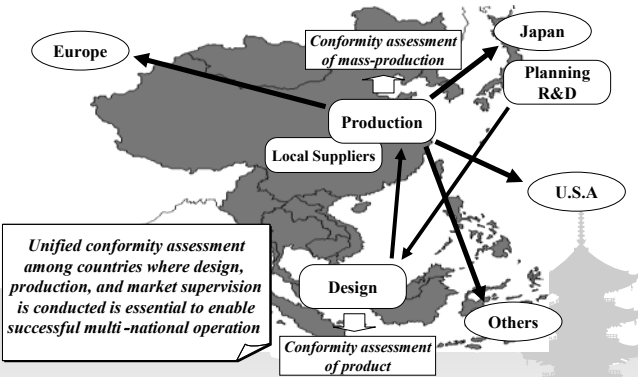 Europe
Conformity assessment
of mass-production
Japan
Planning
R&D
Production
Local Suppliers
U.S.A
Unified conformity assessment
among countries where design,
production, and market supervision
is conducted is essential to enable
successful multi-national operation
Design
Others
Conformity assessment
of product